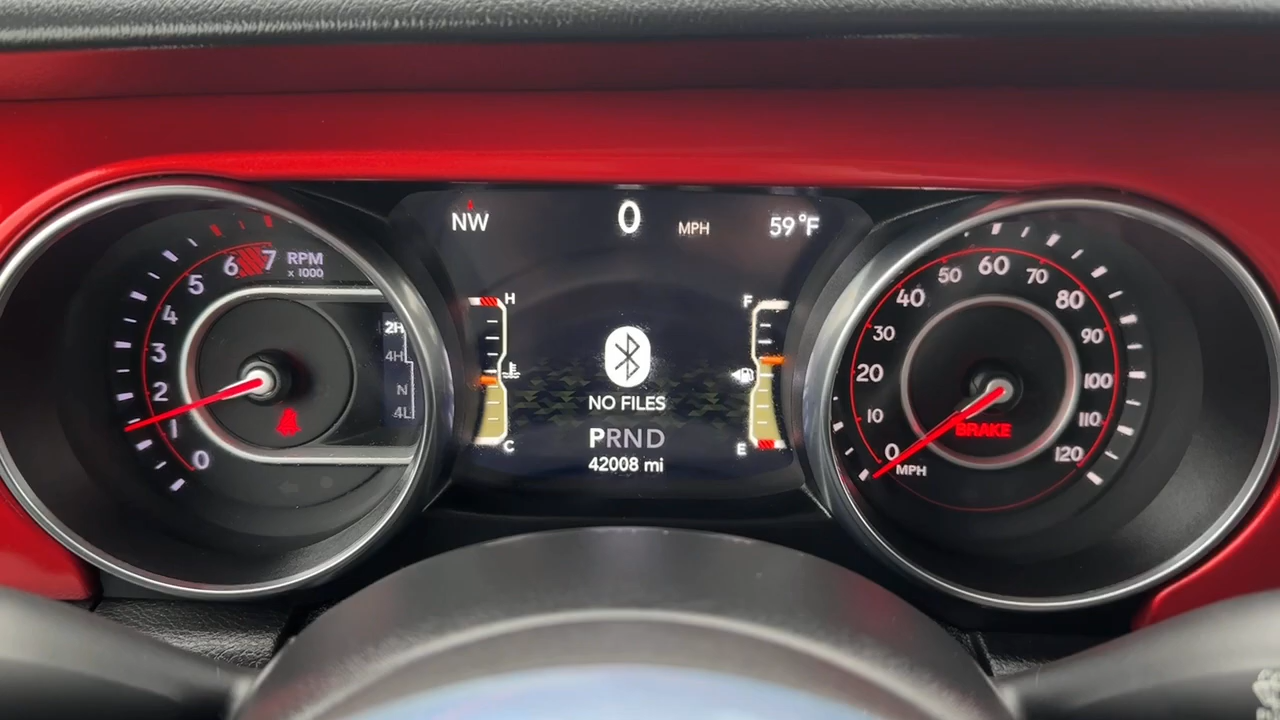 NW 0 MPH 59°F
6 7 RPM
x 1000
5
4
3
2
1
0
2H
4H
N
4L
H
C
F
E
NO FILES
PRND
42008 mi
0
10
20
30
40
50
60
70
80
90
100
110
120
MPH
BRAKE